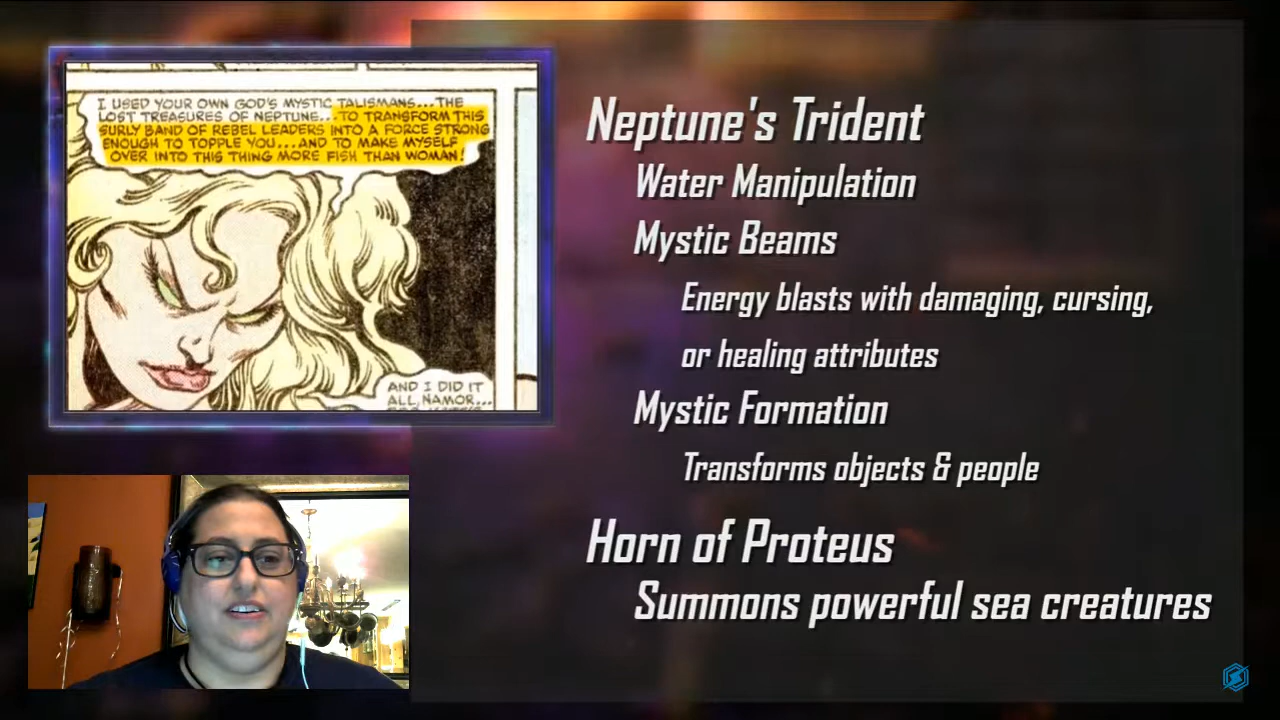 I USED YOUR OWN GOD'S MYSTIC TALISMANS...THE
LOST TREASURES OF NEPTUNE...TO TRANSFORM THIS
SURLY BAND OF REBEL LEADERS INTO A FORCE STRONG
ENOUGH TO TOPPLE YOU...AND TO MAKE MYSELF
OVER INTO THIS THING MORE FISH THAN WOMAN!
AND I DID IT
ALL, NAMOR...
Neptune's Trident
Water Manipulation
Mystic Beams
Energy blasts with damaging, cursing,
or healing attributes
Mystic Formation
Transforms objects & people
Horn of Proteus
Summons powerful sea creatures